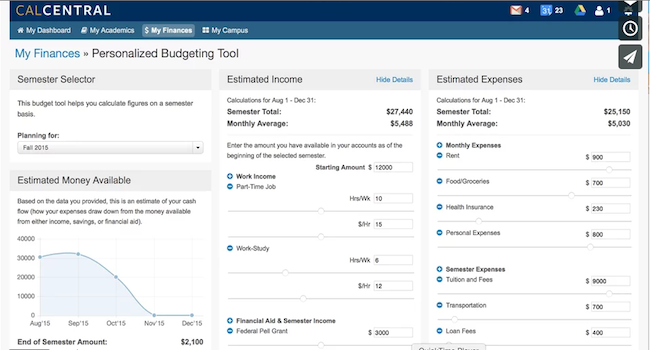 CALCENTRAL
4
31
23
1
My Dashboard
My Academics
$ My Finances
My Campus
My Finances » Personalized Budgeting Tool
Semester Selector
This budget tool helps you calculate figures on a semester
basis.
Planning for:
Fall 2015
Estimated Money Available
Based on the data you provided, this is an estimate of your cash
flow (how your expenses draw down from the money available
from either income, savings, or financial aid).
40000
30000
20000
10000
0
Aug'15 Sep'15 Oct'15 Nov'15 Dec'15
End of Semester Amount: $2,100
Estimated Income Hide Details
Calculations for Aug 1 - Dec 31:
Semester Total: $27,440
Monthly Average: $5,488
Enter the amount you have available in your accounts as of the
beginning of the selected semester.
Starting Amount $ 12000
Work Income
Part-Time Job
Hrs/Wk 10
$/Hr 15
Work-Study
Hrs/Wk 6
$/Hr 12
Financial Aid & Semester Income
Federal Pell Grant $ 3000
Estimated Expenses Hide Details
Calculations for Aug 1 - Dec 31:
Semester Total: $25,150
Monthly Average: $5,030
Monthly Expenses
Rent $ 900
Food/Groceries $ 700
Health Insurance $ 230
Personal Expenses $ 800
Semester Expenses
Tuition and Fees $ 9000
Transportation $ 700
Loan Fees $ 400
QuickTime Player